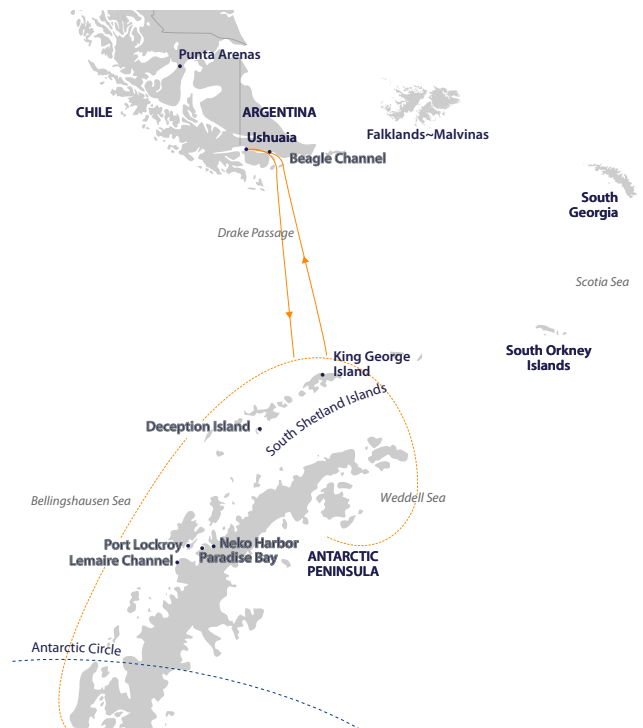 Punta Arenas
CHILE
ARGENTINA
Falklands~Malvinas
Ushuaia
Beagle Channel
South
Georgia
Drake Passage
Scotia Sea
South Orkney
Islands
King George
Island
South Shetland Islands
Deception Island
Bellingshausen Sea
Weddell Sea
Port Lockroy
Neko Harbor
Lemaire Channel
Paradise Bay
ANTARCTIC
PENINSULA
Antarctic Circle